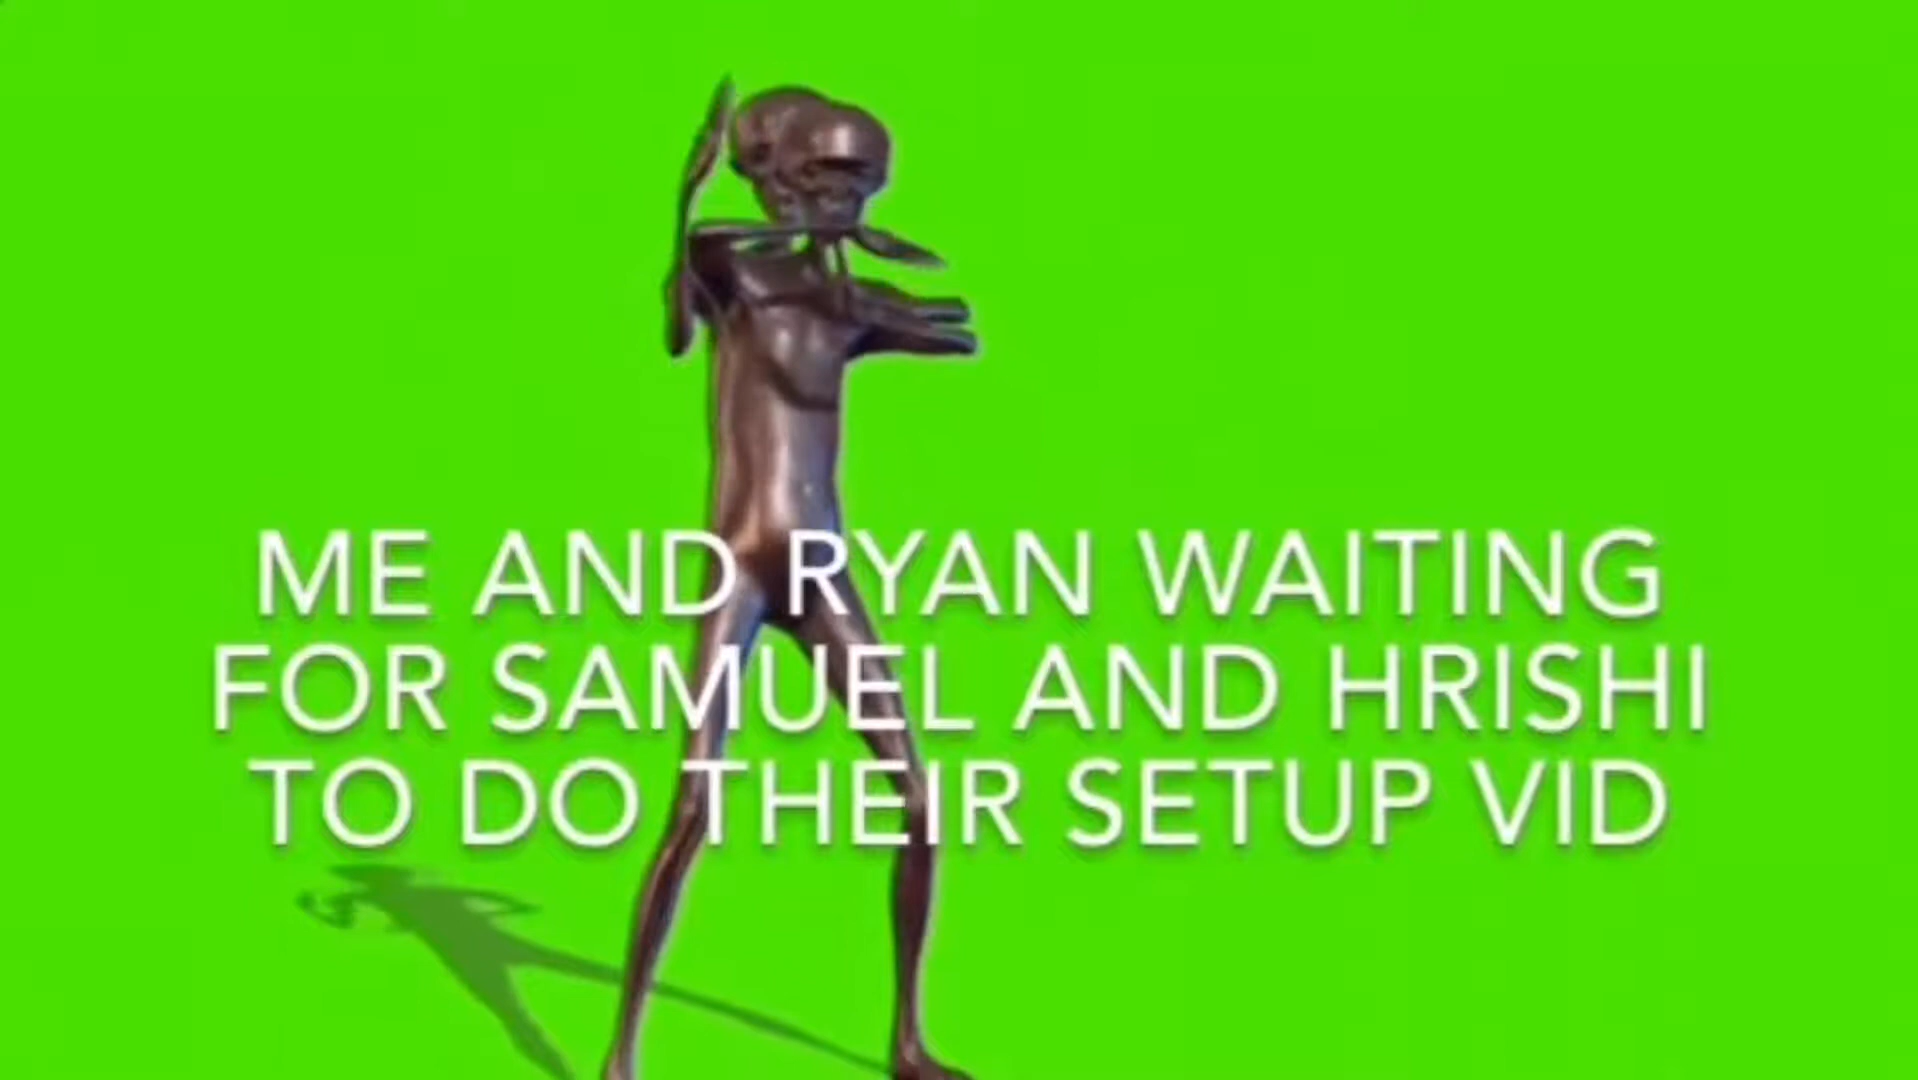 ME AND RYAN WAITING
FOR SAMUEL AND HRISHI
TO DO THEIR SETUP VID